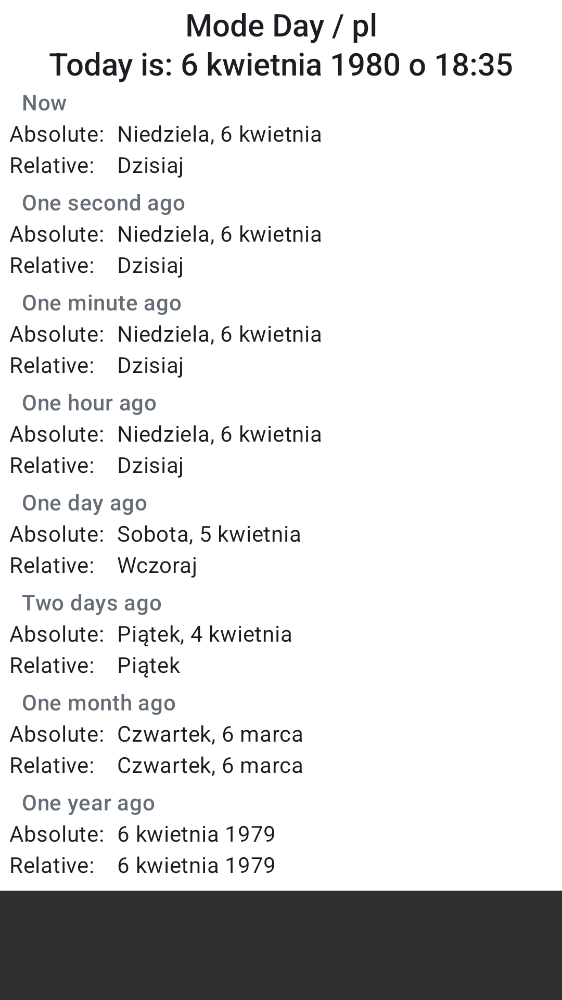 Mode Day / pl
Today is: 6 kwietnia 1980 o 18:35
Now
Absolute: Niedziela, 6 kwietnia
Relative: Dzisiaj
One second ago
Absolute: Niedziela, 6 kwietnia
Relative: Dzisiaj
One minute ago
Absolute: Niedziela, 6 kwietnia
Relative: Dzisiaj
One hour ago
Absolute: Niedziela, 6 kwietnia
Relative: Dzisiaj
One day ago
Absolute: Sobota, 5 kwietnia
Relative: Wczoraj
Two days ago
Absolute: Piątek, 4 kwietnia
Relative: Piątek
One month ago
Absolute: Czwartek, 6 marca
Relative: Czwartek, 6 marca
One year ago
Absolute: 6 kwietnia 1979
Relative: 6 kwietnia 1979